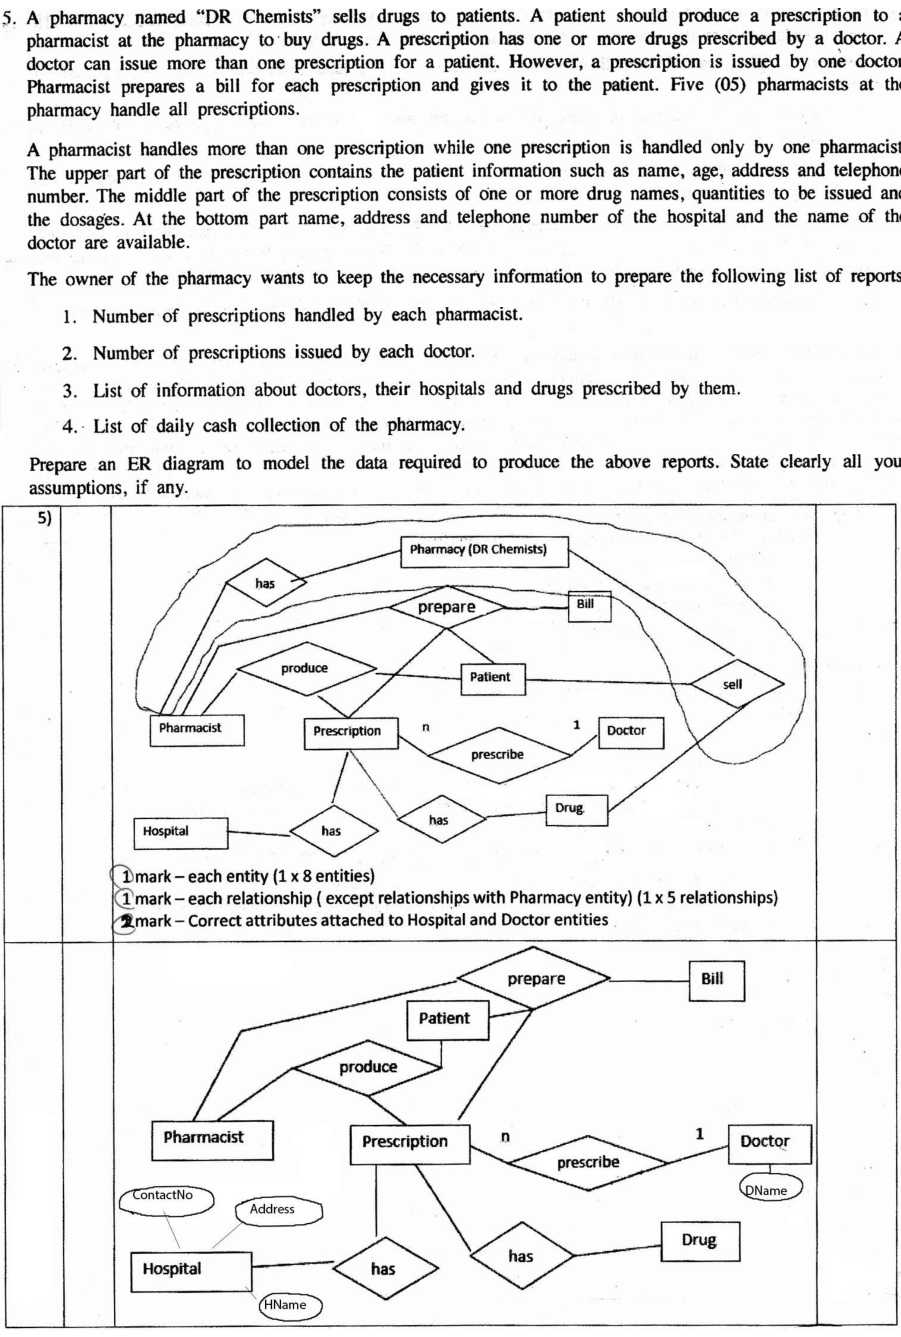 5. A pharmacy named “DR Chemists” sells drugs to patients. A patient should produce a prescription to
pharmacist at the pharmacy to buy drugs. A prescription has one or more drugs prescribed by a doctor. A
doctor can issue more than one prescription for a patient. However, a prescription is issued by one doctor
Pharmacist prepares a bill for each prescription and gives it to the patient. Five (05) pharmacists at the
pharmacy handle all prescriptions.
A pharmacist handles more than one prescription while one prescription is handled only by one pharmacist
The upper part of the prescription contains the patient information such as name, age, address and telephone
number. The middle part of the prescription consists of one or more drug names, quantities to be issued and
the dosages. At the bottom part name, address and telephone number of the hospital and the name of the
doctor are available.
The owner of the pharmacy wants to keep the necessary information to prepare the following list of reports
1. Number of prescriptions handled by each pharmacist.
2. Number of prescriptions issued by each doctor.
3. List of information about doctors, their hospitals and drugs prescribed by them.
4. List of daily cash collection of the pharmacy.
Prepare an ER diagram to model the data required to produce the above reports. State clearly all you
assumptions, if any.
5)
Pharmacy (DR Chemists)
has
prepare
Bill
produce
Patient
sell
Pharmacist
Prescription
n
1
Doctor
prescribe
Drug
Hospital
has
has
1 mark – each entity (1 x 8 entities)
1 mark – each relationship ( except relationships with Pharmacy entity) (1 x 5 relationships)
2 mark – Correct attributes attached to Hospital and Doctor entities
5)
prepare
Bill
Patient
produce
Pharmacist
Prescription
n
1
Doctor
prescribe
DName
ContactNo
Address
Drug
Hospital
has
has
HName